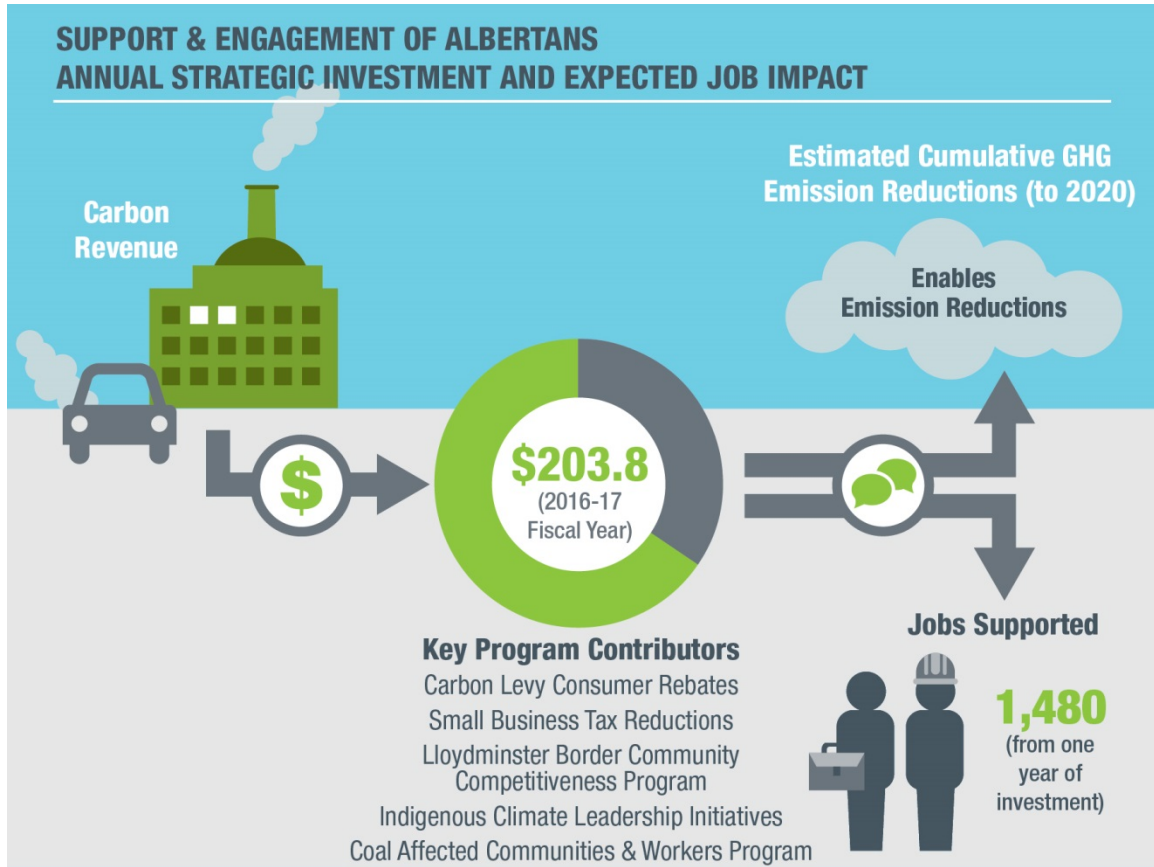 SUPPORT & ENGAGEMENT OF ALBERTANS
ANNUAL STRATEGIC INVESTMENT AND EXPECTED JOB IMPACT
Carbon
Revenue
Estimated Cumulative GHG
Emission Reductions (to 2020)
Enables
Emission Reductions
$
$203.8
(2016-17
Fiscal Year)
Key Program Contributors
Carbon Levy Consumer Rebates
Small Business Tax Reductions
Lloydminster Border Community
Competitiveness Program
Indigenous Climate Leadership Initiatives
Coal Affected Communities & Workers Program
Jobs Supported
1,480
(from one
year of
investment)